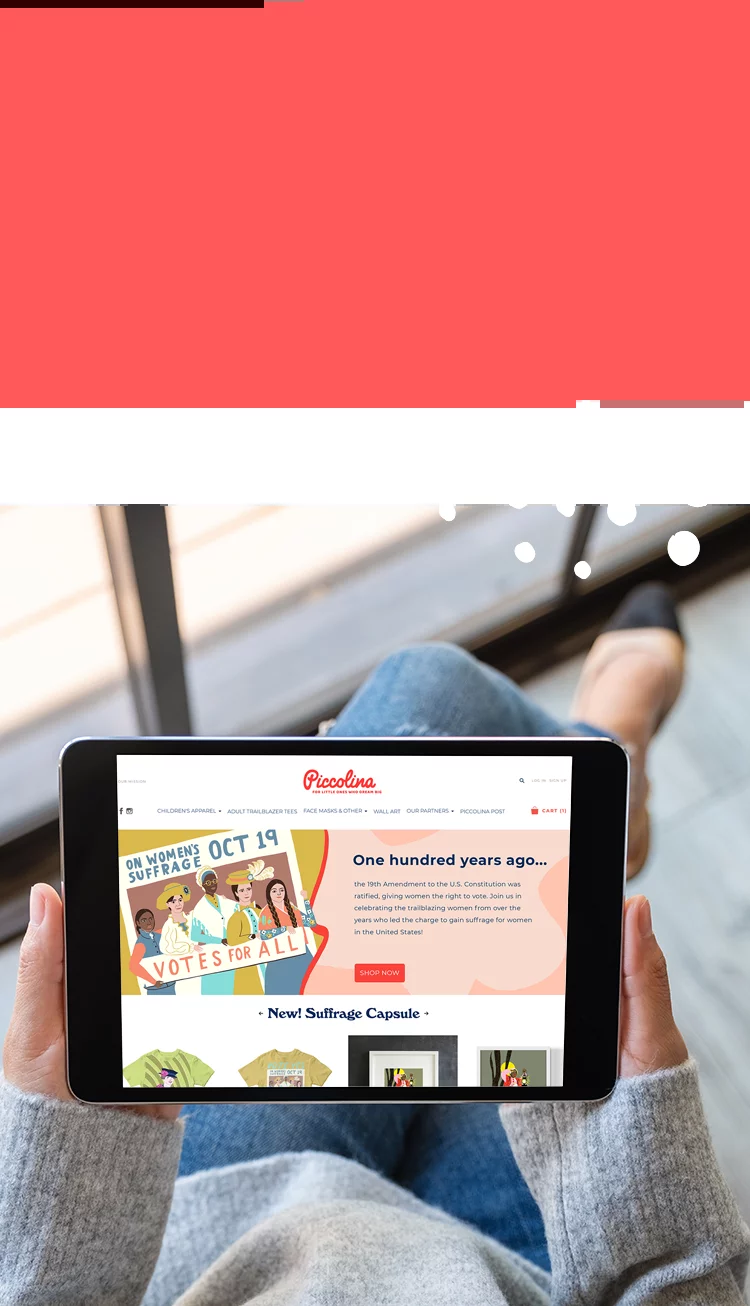 OUR MISSION
Piccolina
FOR LITTLE ONES WHO DREAM BIG
LOG IN SIGN UP
CHILDREN'S APPAREL ADULT TRAILBLAZER TEES FACE MASKS & OTHER WALL ART OUR PARTNERS PICCOLINA POST
CART (1)
ON WOMEN'S
SUFFRAGE
OCT 19
VOTES FOR ALL!
One hundred years ago...
the 19th Amendment to the U.S. Constitution was
ratified, giving women the right to vote. Join us in
celebrating the trailblazing women from over the
years who led the charge to gain suffrage for women
in the United States!
SHOP NOW
← New! Suffrage Capsule →